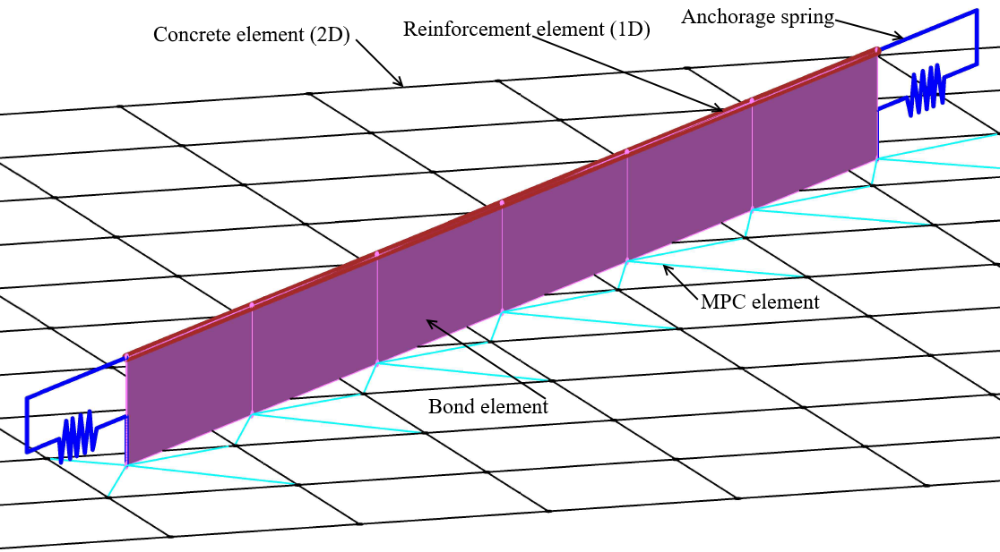 Anchorage spring
Reinforcement element (1D)
Concrete element (2D)
MPC element
Bond element